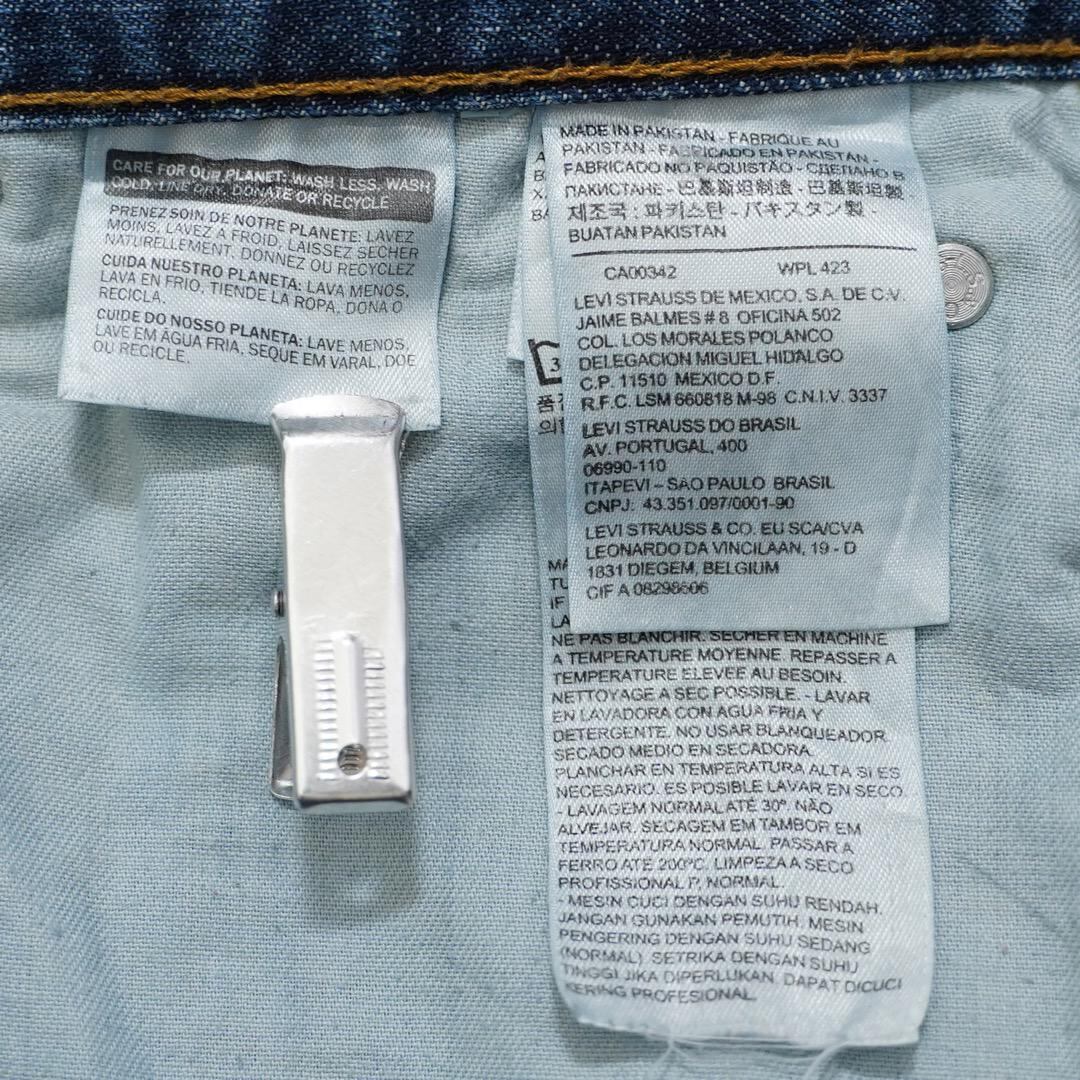 CARE FOR OUR PLANET: WASH LESS, WASH
COLD, LINE DRY, DONATE OR RECYCLE
PRENEZ SOIN DE NOTRE PLANETE: LAVEZ
MOINS, LAVEZ A FROID, LAISSEZ SECHER
NATURELLEMENT, DONNEZ OU RECYCLEZ
CUIDA NUESTRO PLANETA: LAVA MENOS,
LAVA EN FRIO, TIENDE LA ROPA, DONA O
RECICLA.
CUIDE DO NOSSO PLANETA: LAVE MENOS,
LAVE EM ÁGUA FRIA, SEQUE EM VARAL, DOE
OU RECICLE.
MADE IN PAKISTAN - FABRIQUE AU
PAKISTAN - FABRICADO EN PAKISTAN -
FABRICADO NO PAQUISTÃO - СДЕЛАНО В
ПАКИСТАНЕ - 巴基斯坦制造 - 巴基斯坦製
제조국 : 파키스탄 - パキスタン製 -
BUATAN PAKISTAN
CA00342 WPL 423
LEVI STRAUSS DE MEXICO, S.A. DE C.V.
JAIME BALMES # 8 OFICINA 502
COL. LOS MORALES POLANCO
DELEGACION MIGUEL HIDALGO
C.P. 11510 MEXICO D.F.
R.F.C. LSM 660818 M-98 C.N.I.V. 3337
LEVI STRAUSS DO BRASIL
AV. PORTUGAL, 400
06990-110
ITAPEVI – SAO PAULO BRASIL
CNPJ: 43.351.097/0001-90
LEVI STRAUSS & CO. EU SCA/CVA
LEONARDO DA VINCILAAN, 19 - D
1831 DIEGEM, BELGIUM
CIF A 08298606
NE PAS BLANCHIR. SECHER EN MACHINE
A TEMPERATURE MOYENNE. REPASSER A
TEMPERATURE ELEVEE AU BESOIN.
NETTOYAGE A SEC POSSIBLE. - LAVAR
EN LAVADORA CON AGUA FRIA Y
DETERGENTE. NO USAR BLANQUEADOR.
SECADO MEDIO EN SECADORA.
PLANCHAR EN TEMPERATURA ALTA SI ES
NECESARIO. ES POSIBLE LAVAR EN SECO.
- LAVAGEM NORMAL ATÉ 30º. NÃO
ALVEJAR. SECAGEM EM TAMBOR EM
TEMPERATURA NORMAL. PASSAR A
FERRO ATE 200ºC. LIMPEZA A SECO
PROFISSIONAL P, NORMAL.
- MESIN CUCI DENGAN SUHU RENDAH.
JANGAN GUNAKAN PEMUTIH. MESIN
PENGERING DENGAN SUHU SEDANG
(NORMAL). SETRIKA DENGAN SUHU
TINGGI JIKA DIPERLUKAN. DAPAT DICUCI
KERING PROFESIONAL.